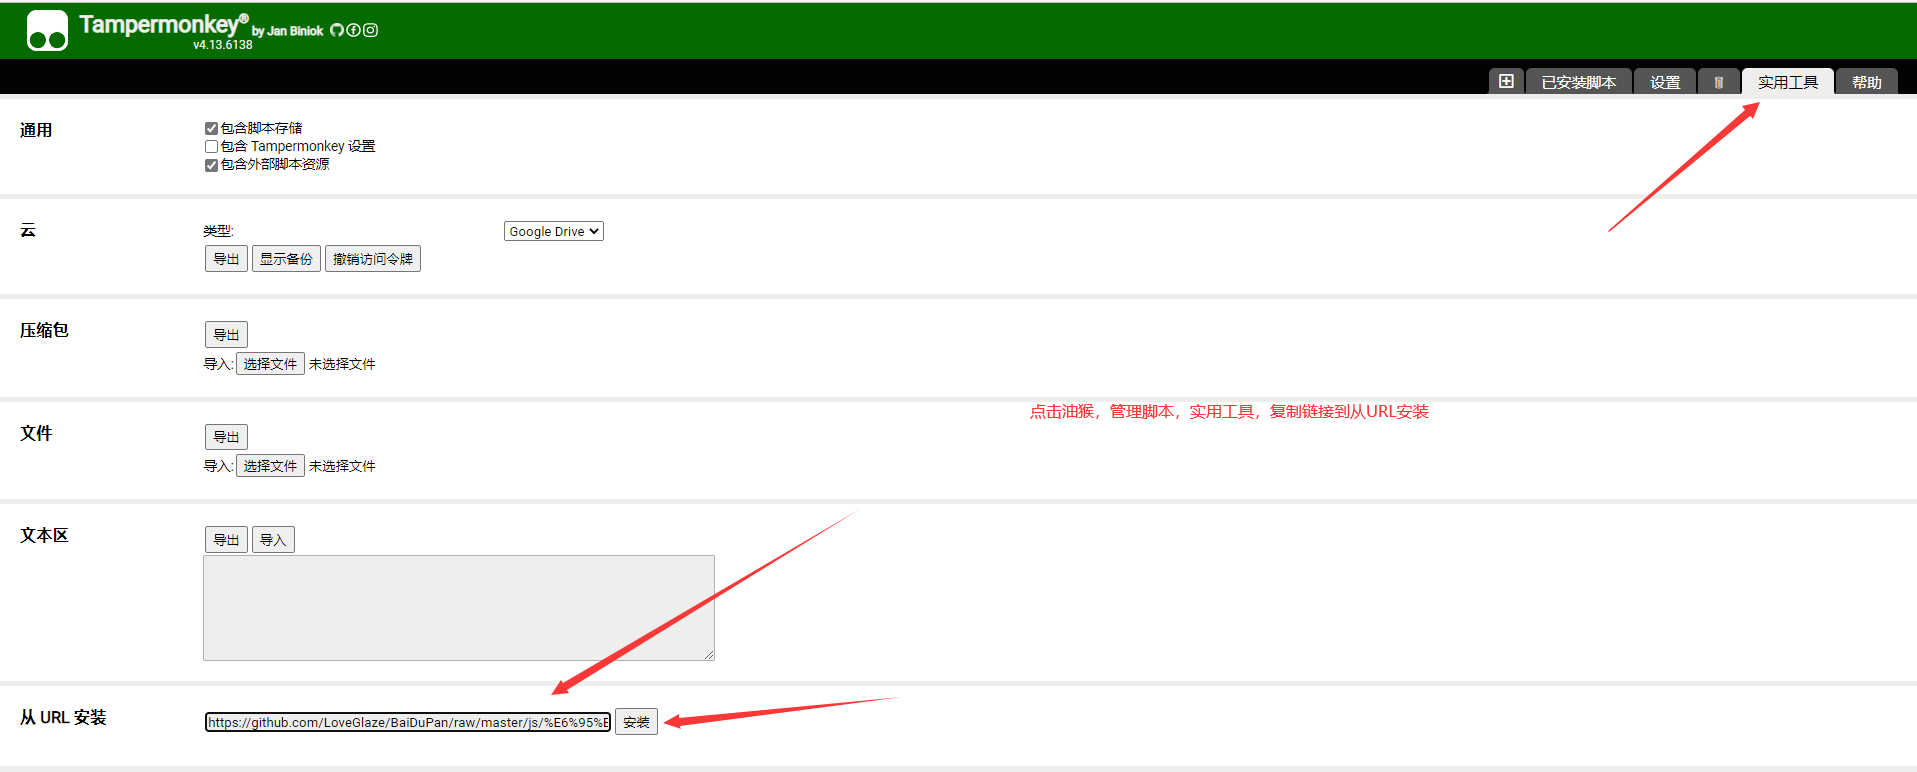 Tampermonkey® by Jan Biniok
v4.13.6138
已安装脚本 设置 实用工具 帮助
通用
包含脚本存储
包含 Tampermonkey 设置
包含外部脚本资源
云
类型:
Google Drive
导出 显示备份 撤销访问令牌
压缩包
导出
导入: 选择文件 未选择文件
点击油猴，管理脚本，实用工具，复制链接到从URL安装
文件
导出
导入: 选择文件 未选择文件
文本区
导出 导入
从 URL 安装
https://github.com/LoveGlaze/BaiDuPan/raw/master/js/%E6%95%E 安装